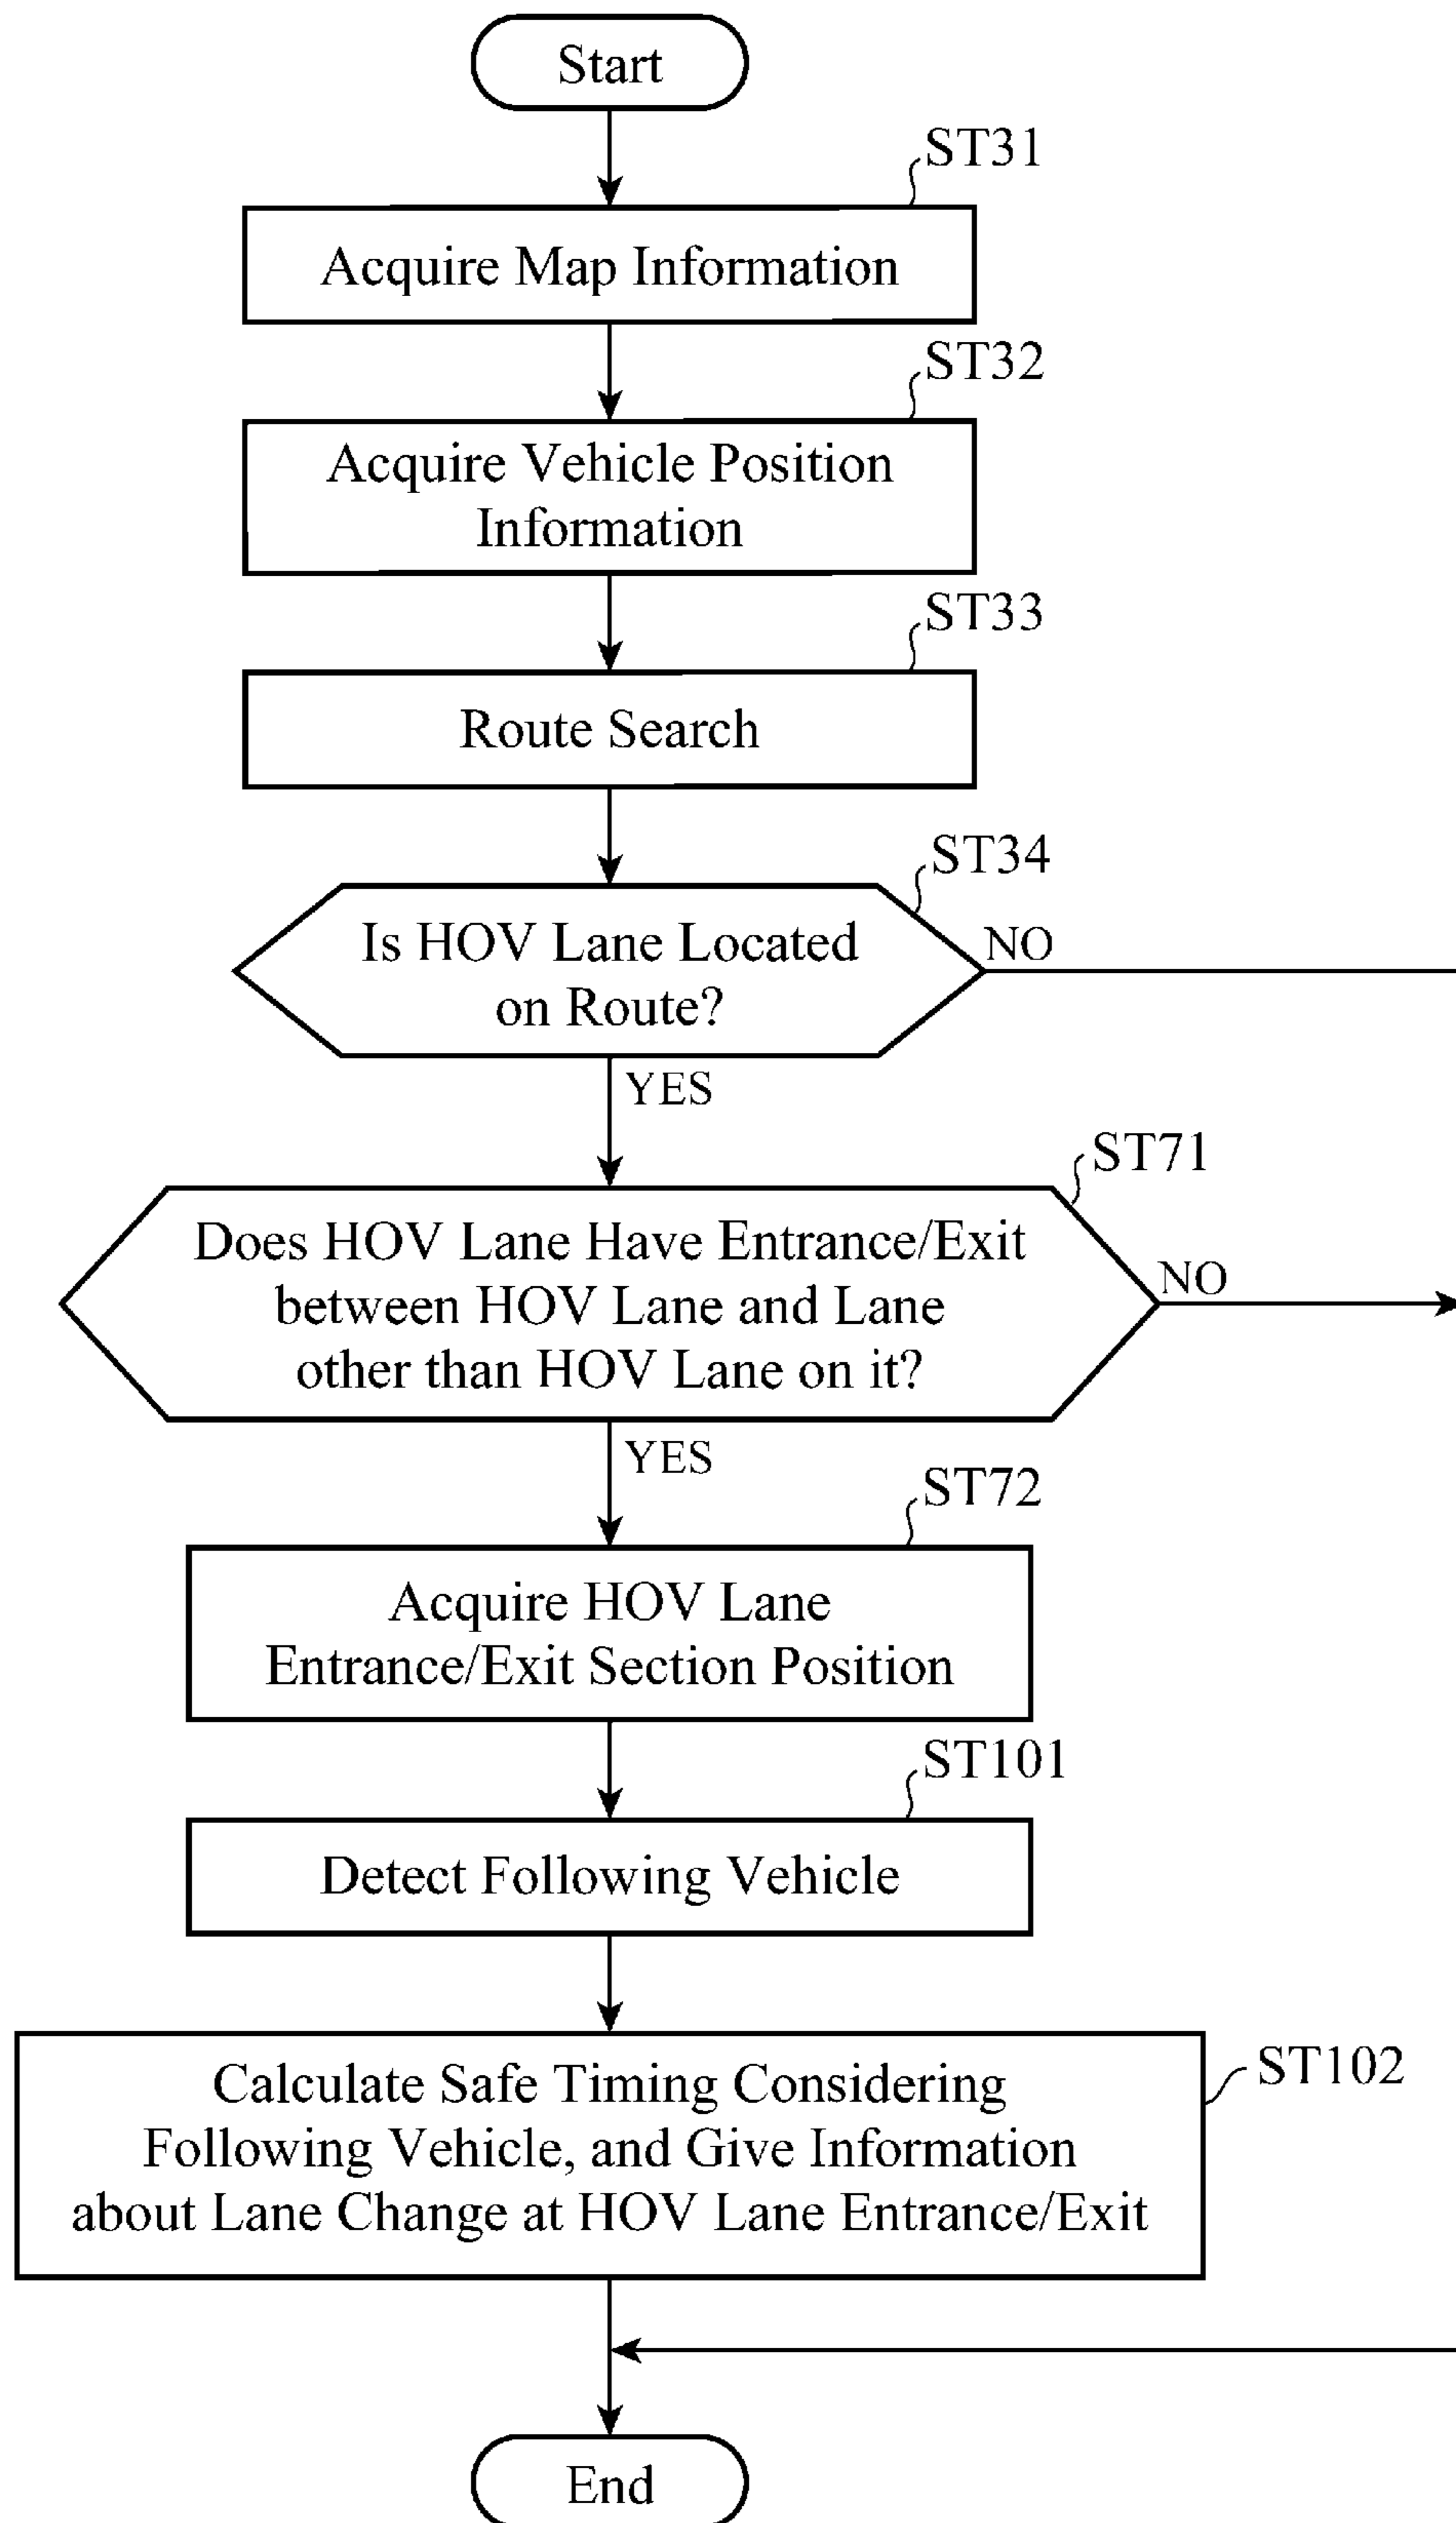 Start
ST31
Acquire Map Information
ST32
Acquire Vehicle Position
Information
ST33
Route Search
ST34
Is HOV Lane Located
on Route?
NO
YES
ST71
Does HOV Lane Have Entrance/Exit
between HOV Lane and Lane
other than HOV Lane on it?
NO
YES
ST72
Acquire HOV Lane
Entrance/Exit Section Position
ST101
Detect Following Vehicle
ST102
Calculate Safe Timing Considering
Following Vehicle, and Give Information
about Lane Change at HOV Lane Entrance/Exit
End